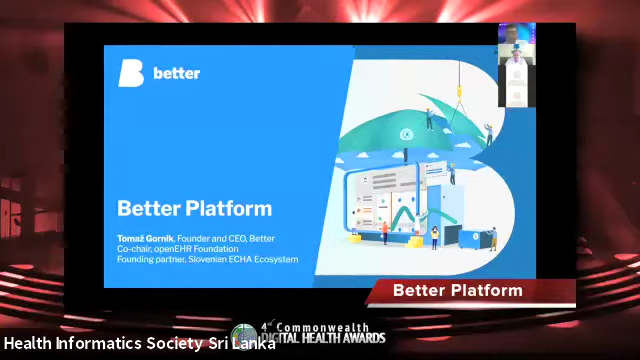 better
Better Platform
Tomaž Gornik, Founder and CEO, Better
Co-chair, openEHR Foundation
Founding partner, Slovenian ECHA Ecosystem
Better Platform
4th Commonwealth
DIGITAL HEALTH AWARDS
Health Informatics Society Sri Lanka